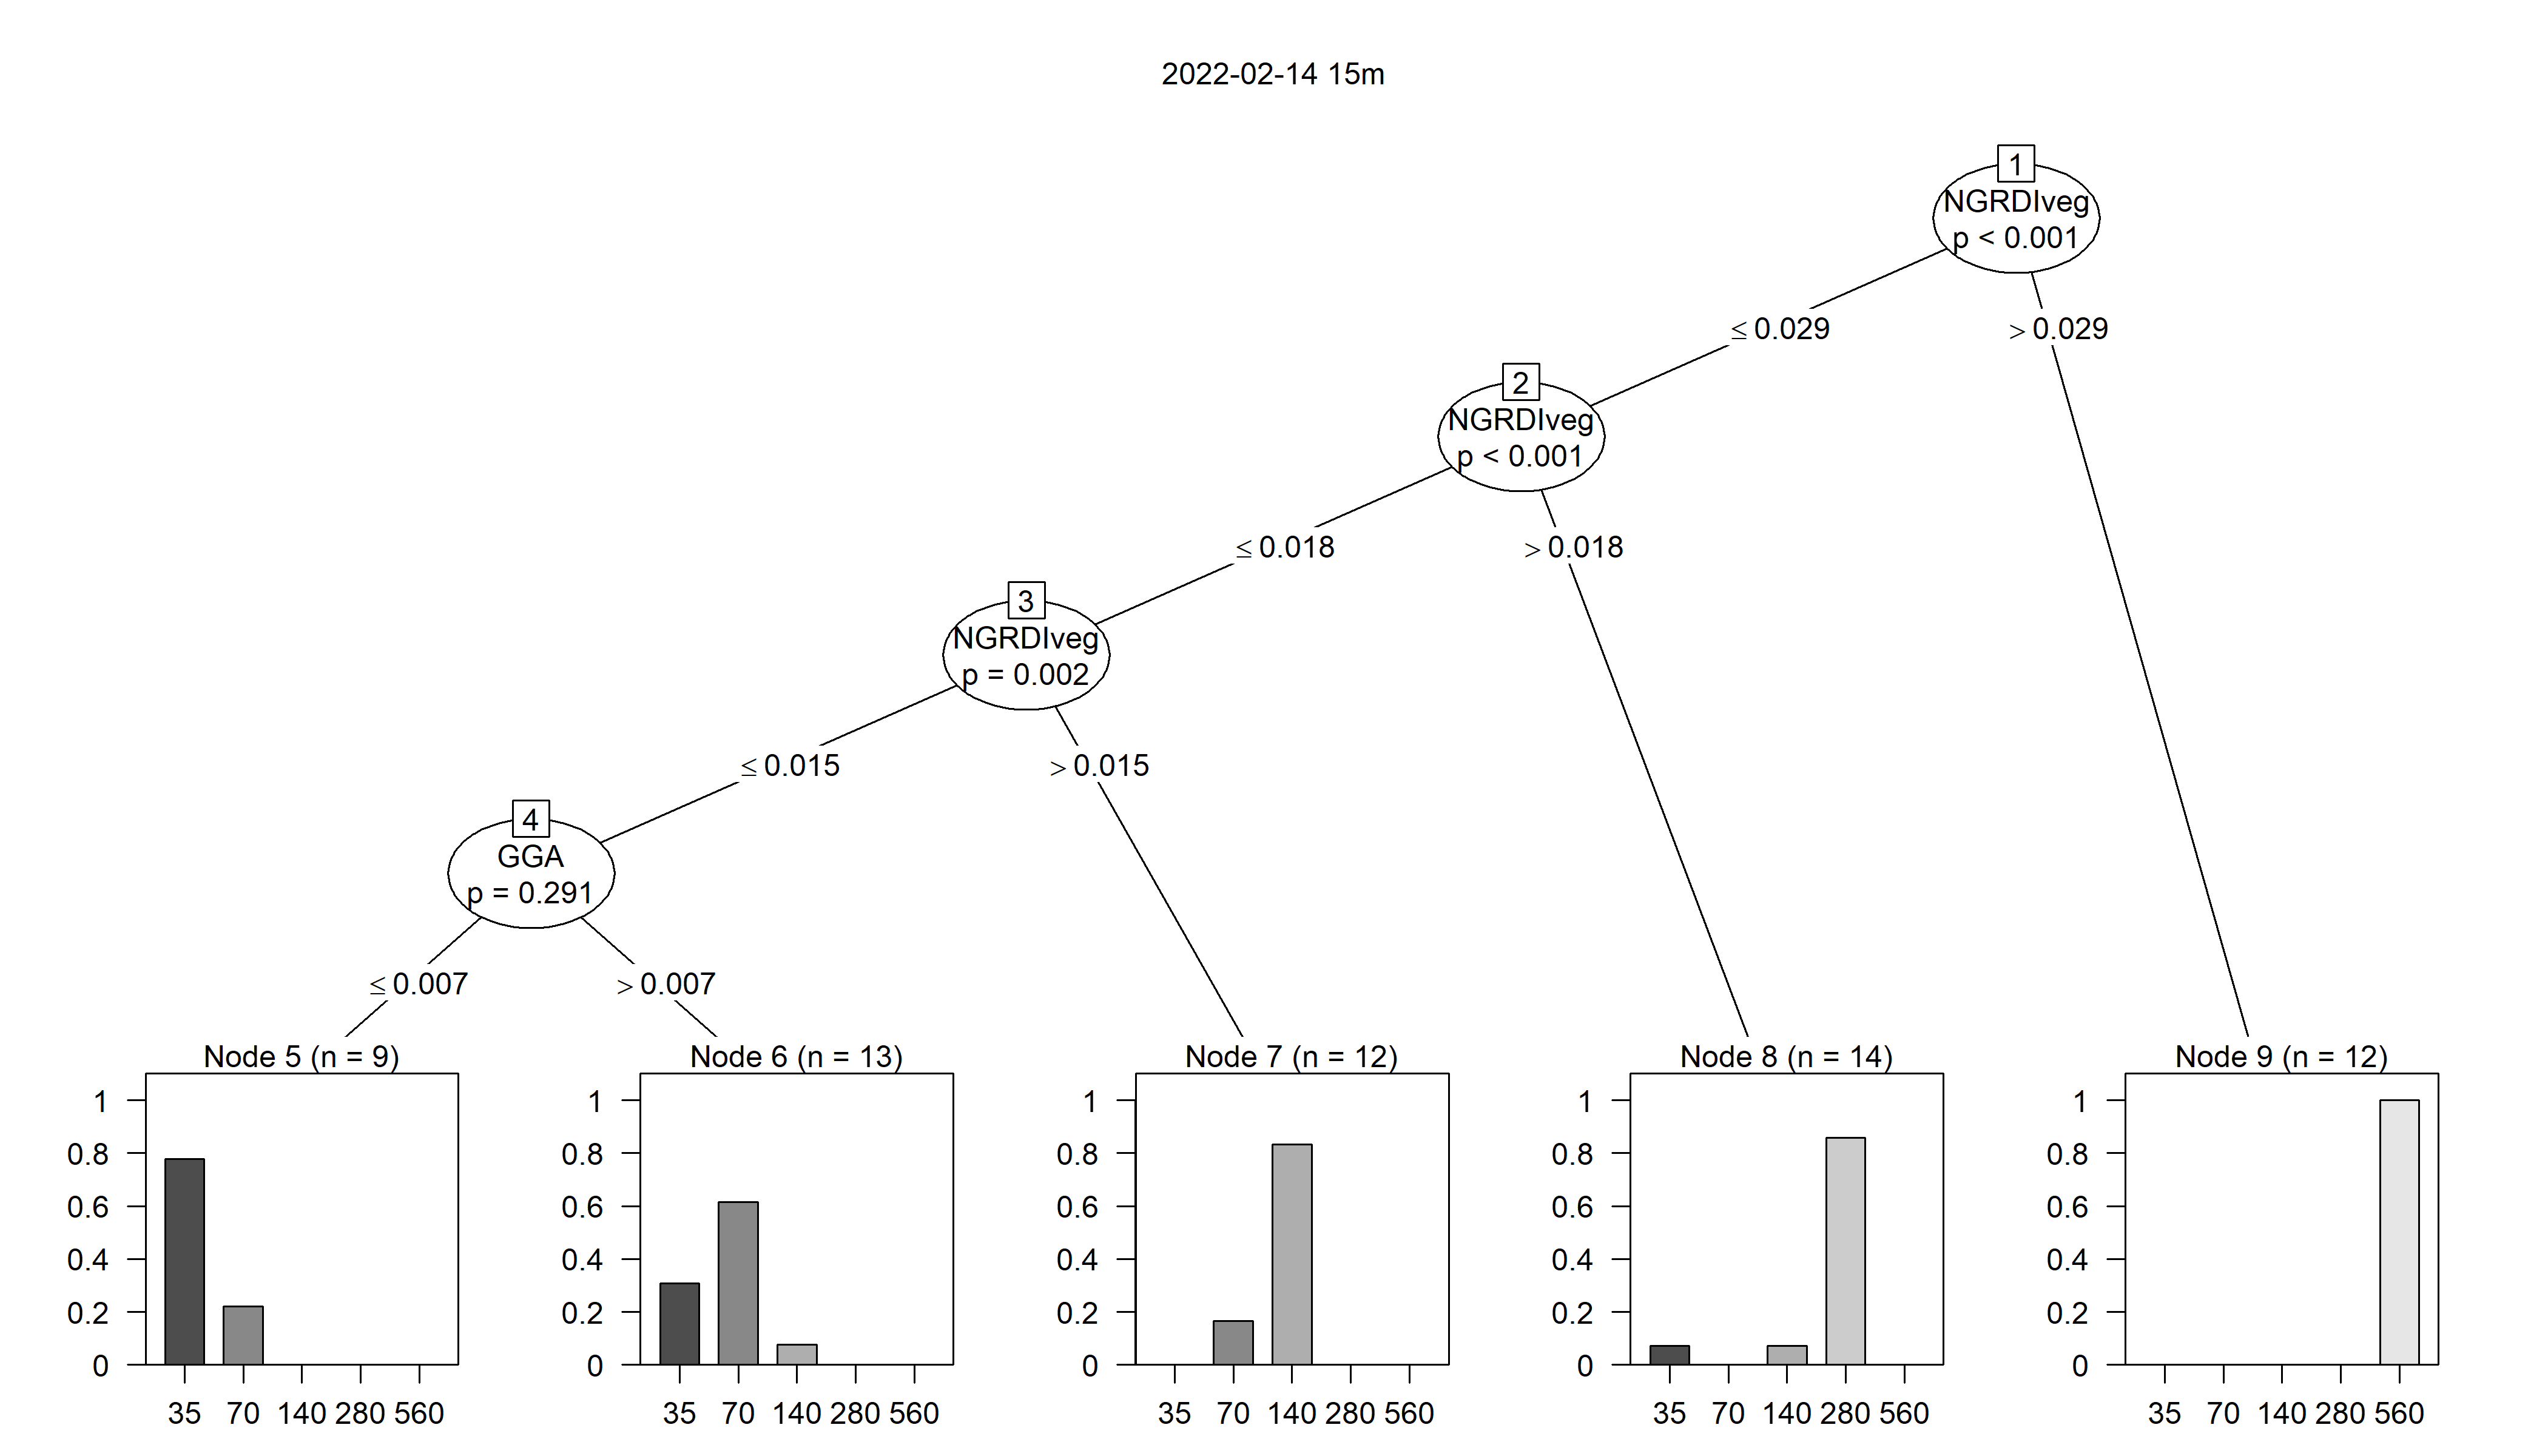 2022-02-14 15m
1
NGRDIveg
p < 0.001
≤ 0.029
> 0.029
2
NGRDIveg
p < 0.001
≤ 0.018
> 0.018
3
NGRDIveg
p = 0.002
≤ 0.015
> 0.015
4
GGA
p = 0.291
≤ 0.007
> 0.007
Node 5 (n = 9)
1
0.8
0.6
0.4
0.2
0
35 70 140 280 560
Node 6 (n = 13)
1
0.8
0.6
0.4
0.2
0
35 70 140 280 560
Node 7 (n = 12)
1
0.8
0.6
0.4
0.2
0
35 70 140 280 560
Node 8 (n = 14)
1
0.8
0.6
0.4
0.2
0
35 70 140 280 560
Node 9 (n = 12)
1
0.8
0.6
0.4
0.2
0
35 70 140 280 560